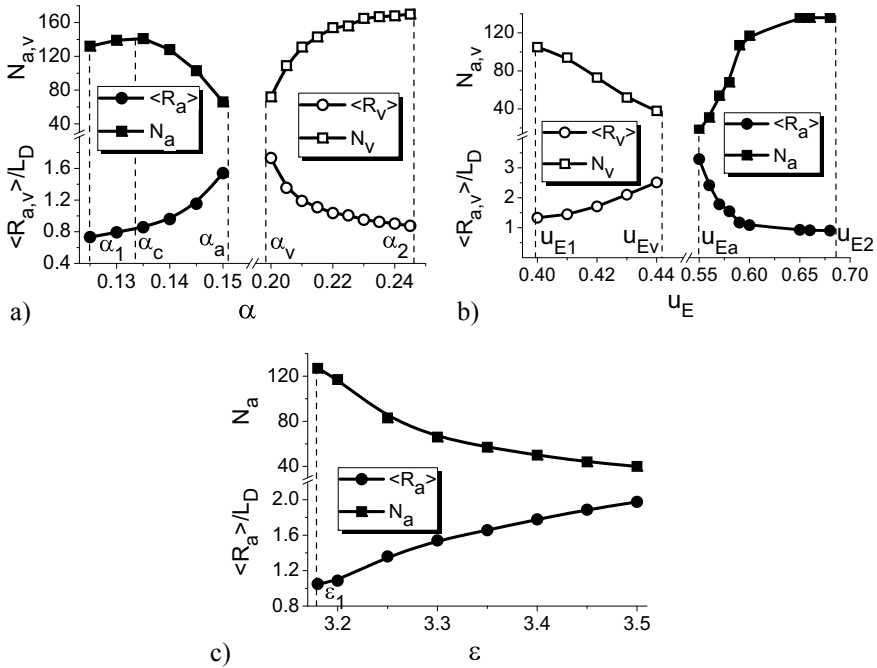 160
120
80
40
N_a,v
<R_a>
N_a
<R_v>
N_v
1.6
1.2
0.8
0.4
<R_a,v>/L_D
α_1
α_c
α_a
α_v
α_2
0.13 0.14 0.15 0.20 0.22 0.24
α
a)
120
80
40
N_a,v
<R_v>
N_v
<R_a>
N_a
3
2
1
<R_a,v>/L_D
u_E1
u_Ev
u_Ea
u_E2
0.40 0.42 0.44 0.55 0.60 0.65 0.70
u_E
b)
120
80
40
N_a
<R_a>
N_a
2.0
1.6
1.2
0.8
<R_a>/L_D
ε_1
3.2 3.3 3.4 3.5
ε
c)